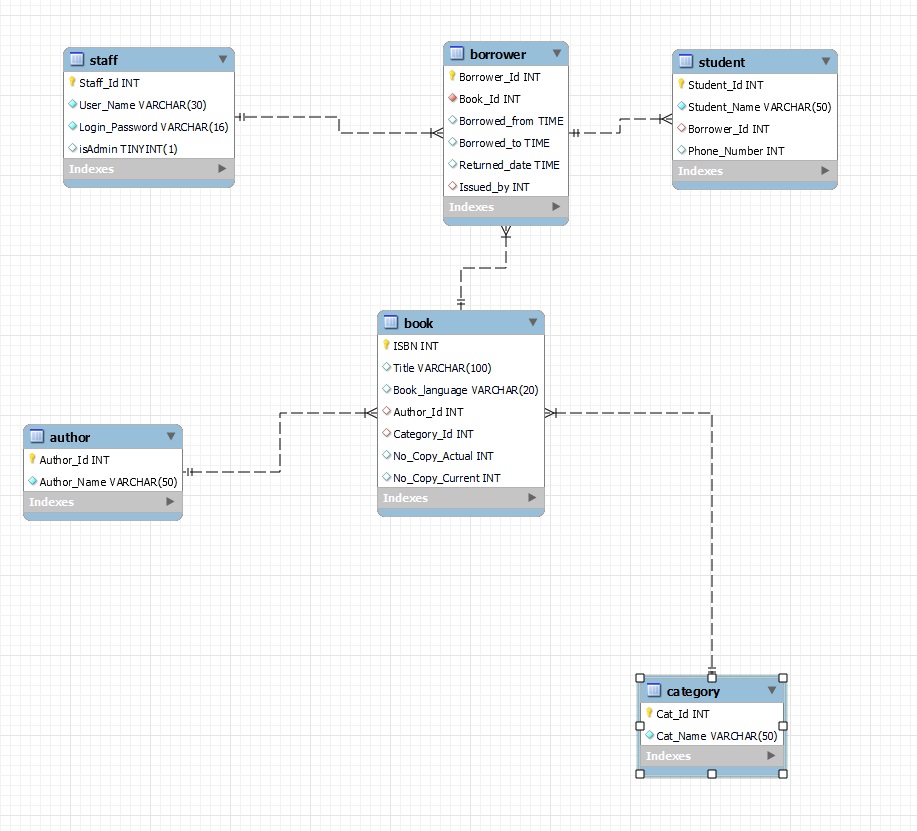 staff
Staff_Id INT
User_Name VARCHAR(30)
Login_Password VARCHAR(16)
isAdmin TINYINT(1)
Indexes
borrower
Borrower_Id INT
Book_Id INT
Borrowed_from TIME
Borrowed_to TIME
Returned_date TIME
Issued_by INT
Indexes
student
Student_Id INT
Student_Name VARCHAR(50)
Borrower_Id INT
Phone_Number INT
Indexes
book
ISBN INT
Title VARCHAR(100)
Book_language VARCHAR(20)
Author_Id INT
Category_Id INT
No_Copy_Actual INT
No_Copy_Current INT
Indexes
author
Author_Id INT
Author_Name VARCHAR(50)
Indexes
category
Cat_Id INT
Cat_Name VARCHAR(50)
Indexes